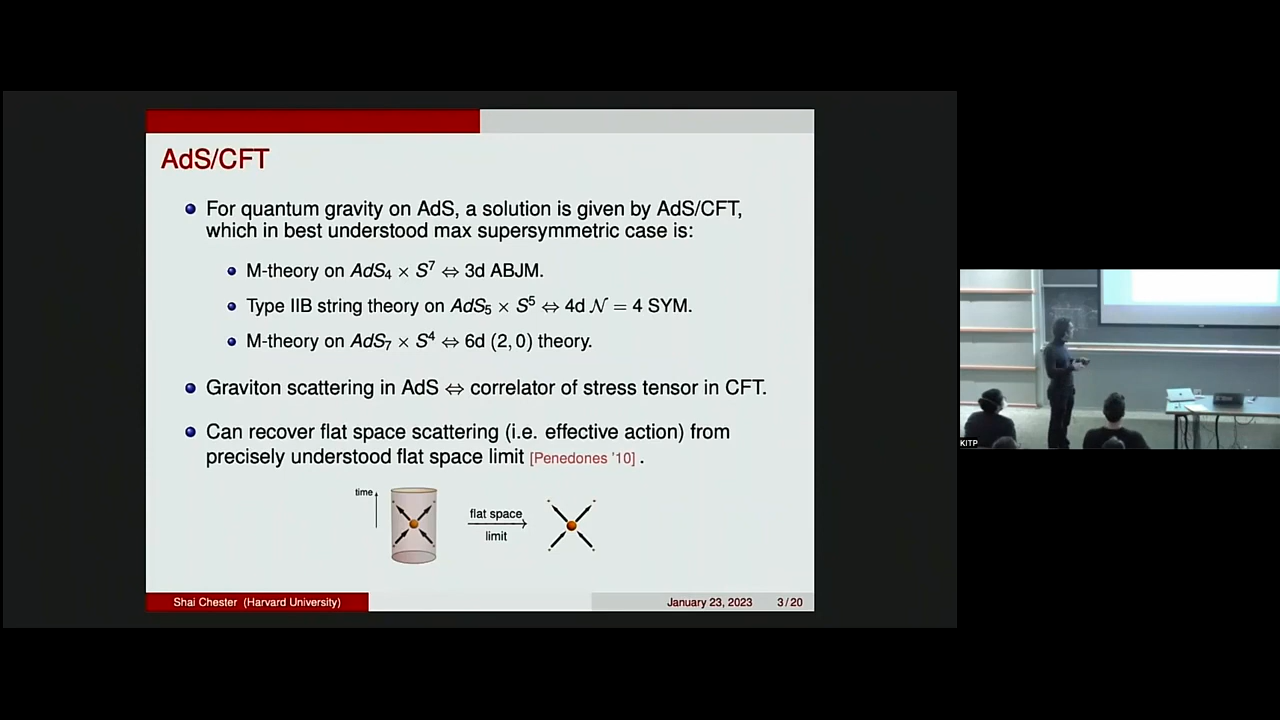 AdS/CFT
For quantum gravity on AdS, a solution is given by AdS/CFT,
which in best understood max supersymmetric case is:
M-theory on AdS₄ × S⁷ ⇔ 3d ABJM.
Type IIB string theory on AdS₅ × S⁵ ⇔ 4d 𝒩 = 4 SYM.
M-theory on AdS₇ × S⁴ ⇔ 6d (2, 0) theory.
Graviton scattering in AdS ⇔ correlator of stress tensor in CFT.
Can recover flat space scattering (i.e. effective action) from
precisely understood flat space limit [Penedones '10] .
time
flat space
limit
Shai Chester (Harvard University)
January 23, 2023 3 / 20
KITP